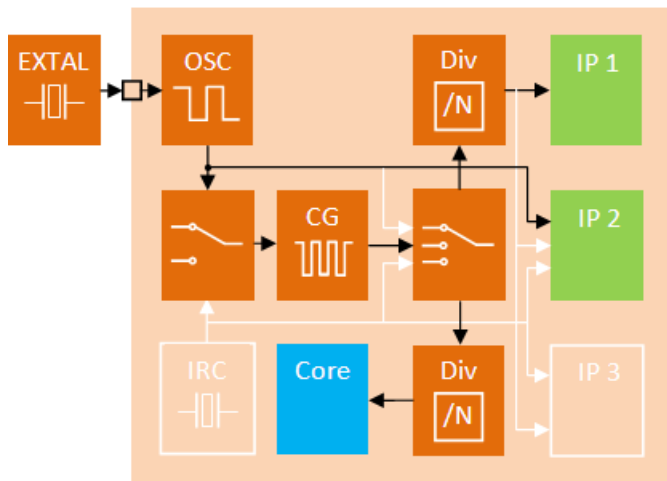 EXTAL
OSC
Div
/N
IP 1
CG
IP 2
IRC
Core
Div
/N
IP 3